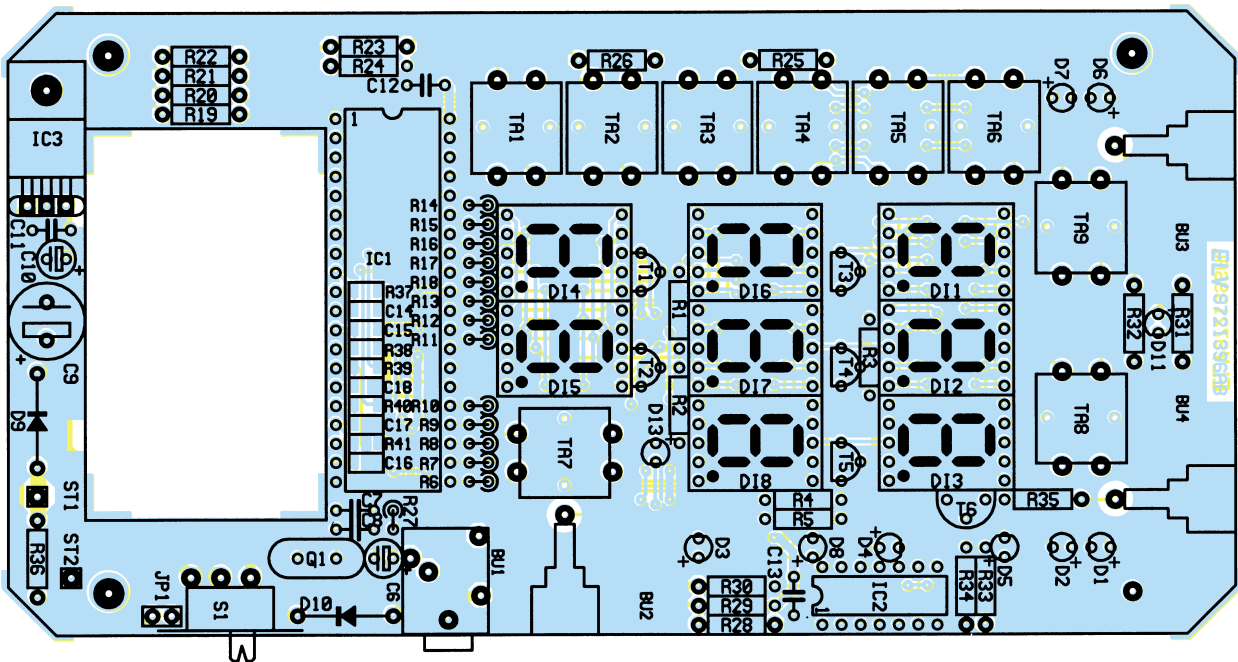 R22
R21
R20
R19
R23
R24
C12
R26
R25
D7
D6
IC3
1
TA1
TA2
TA3
TA4
TA5
TA6
C11
C10
R14
R15
R16
R17
R18
R13
R12
R11
IC1
R37
C14
C15
R38
R39
C18
R40
R10
C17
R9
R41
R8
C16
R7
R6
DI4
T1
DI6
T3
DI1
TA9
BU3
R1
R32
R31
D11
DI5
T2
DI7
T4
R3
DI2
C9
D9
R2
D13
TA7
DI8
T5
DI3
TA8
BU4
ST1
C7
C8
R27
R4
R5
T6
R35
R36
ST2
Q1
C6
BU1
D3
C13
D8
D4
D5
D2
D1
JP1
S1
D10
BU2
R30
R29
R28
1
IC2
R34
R33